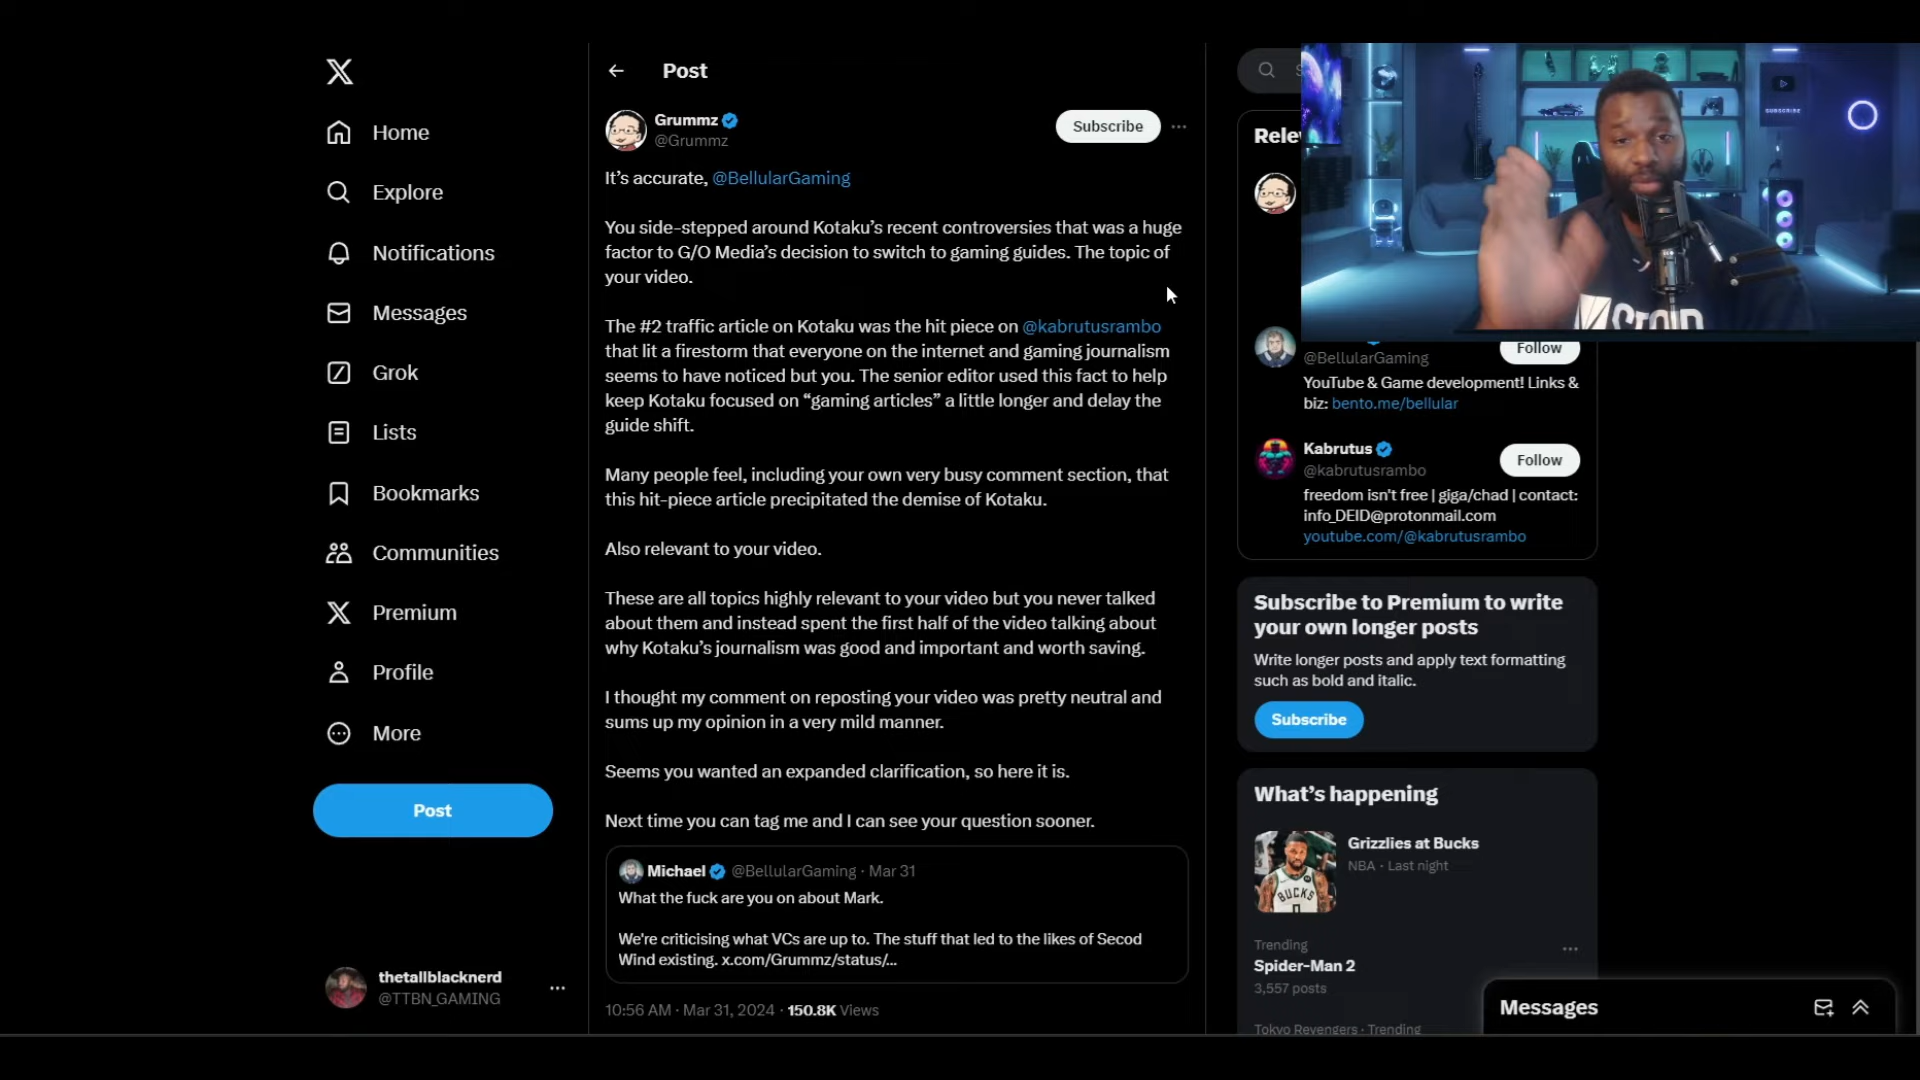 Home
Explore
Notifications
Messages
Grok
Lists
Bookmarks
Communities
Premium
Profile
More
Post
thetallblacknerd
@TTBN_GAMING
Post
Grummz
@Grummz
Subscribe
It’s accurate, @BellularGaming
You side-stepped around Kotaku’s recent controversies that was a huge
factor to G/O Media’s decision to switch to gaming guides. The topic of
your video.
The #2 traffic article on Kotaku was the hit piece on @kabrutusrambo
that lit a firestorm that everyone on the internet and gaming journalism
seems to have noticed but you. The senior editor used this fact to help
keep Kotaku focused on “gaming articles” a little longer and delay the
guide shift.
Many people feel, including your own very busy comment section, that
this hit-piece article precipitated the demise of Kotaku.
Also relevant to your video.
These are all topics highly relevant to your video but you never talked
about them and instead spent the first half of the video talking about
why Kotaku’s journalism was good and important and worth saving.
I thought my comment on reposting your video was pretty neutral and
sums up my opinion in a very mild manner.
Seems you wanted an expanded clarification, so here it is.
Next time you can tag me and I can see your question sooner.
Michael @BellularGaming · Mar 31
What the fuck are you on about Mark.
We're criticising what VCs are up to. The stuff that led to the likes of Secod
Wind existing. x.com/Grummz/status/...
10:56 AM · Mar 31, 2024 · 150.8K Views
SUBSCRIBE
@BellularGaming
Follow
YouTube & Game development! Links &
biz: bento.me/bellular
Kabrutus
@kabrutusrambo
Follow
freedom isn't free | giga/chad | contact:
info_DEID@protonmail.com
youtube.com/@kabrutusrambo
Subscribe to Premium to write
your own longer posts
Write longer posts and apply text formatting
such as bold and italic.
Subscribe
What’s happening
Grizzlies at Bucks
NBA · Last night
BUCKS
Trending
Spider-Man 2
3,557 posts
Tokyo Revengers · Trending
Messages